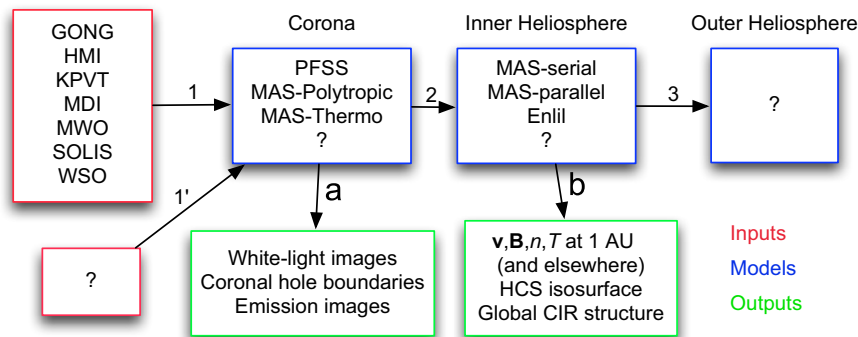 Corona
Inner Heliosphere
Outer Heliosphere
GONG
HMI
KPVT
MDI
MWO
SOLIS
WSO
1
PFSS
MAS-Polytropic
MAS-Thermo
?
2
MAS-serial
MAS-parallel
Enlil
?
3
?
1'
a
b
?
White-light images
Coronal hole boundaries
Emission images
v,B,n,T at 1 AU
(and elsewhere)
HCS isosurface
Global CIR structure
Inputs
Models
Outputs